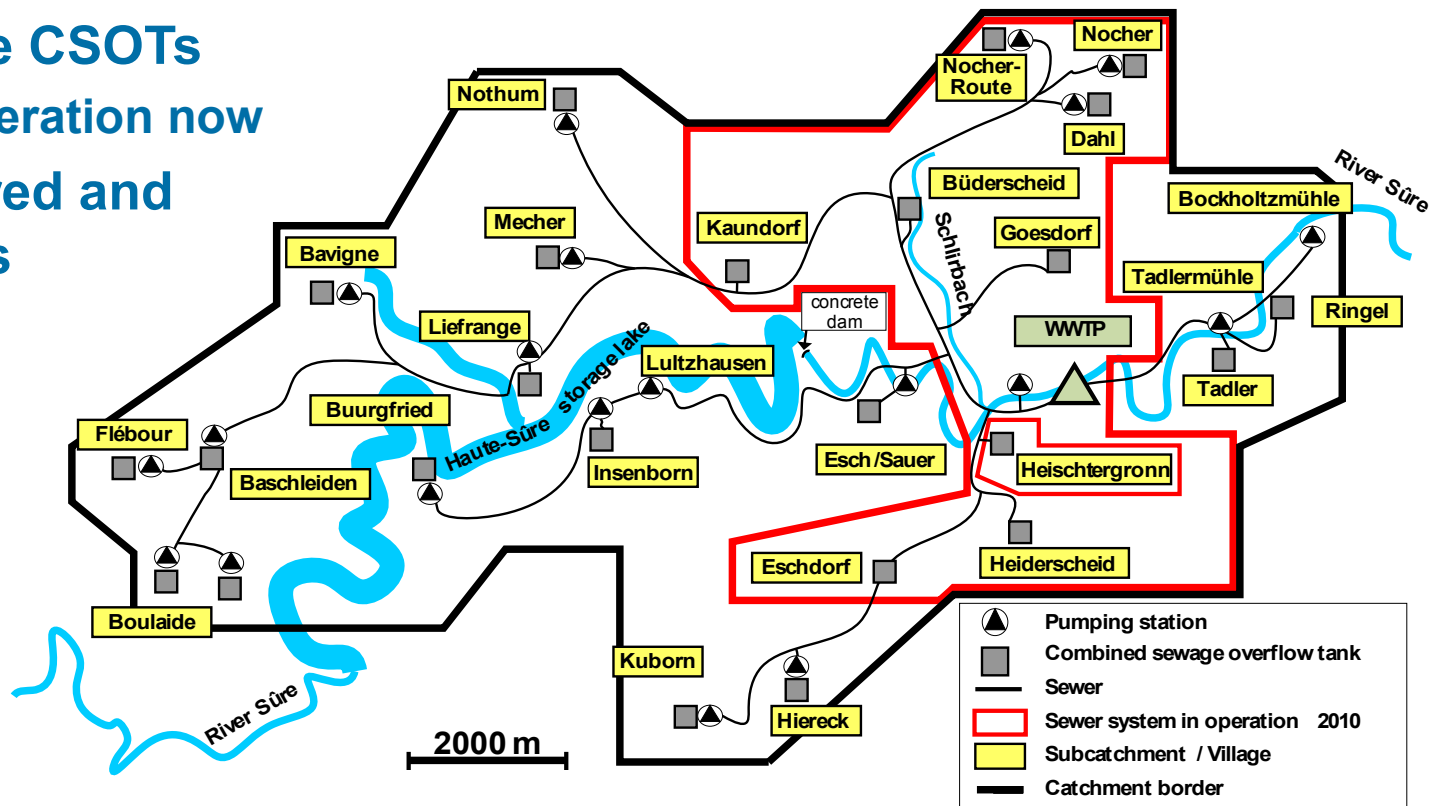 e CSOTs
eration now
ed and
s
Nocher
Nocher-
Route
Nothum
Dahl
River Sûre
Büderscheid
Bockholtzmühle
Mecher
Kaundorf
Schlirbach
Goesdorf
Bavigne
Tadlermühle
concrete
dam
Liefrange
WWTP
Ringel
Haute-Sûre storage lake
Lultzhausen
Tadler
Buurgfried
Flébour
Esch /Sauer
Heischtergronn
Insenborn
Baschleiden
Eschdorf
Heiderscheid
Boulaide
Kuborn
River Sûre
Hiereck
2000 m
Pumping station
Combined sewage overflow tank
Sewer
Sewer system in operation 2010
Subcatchment / Village
Catchment border